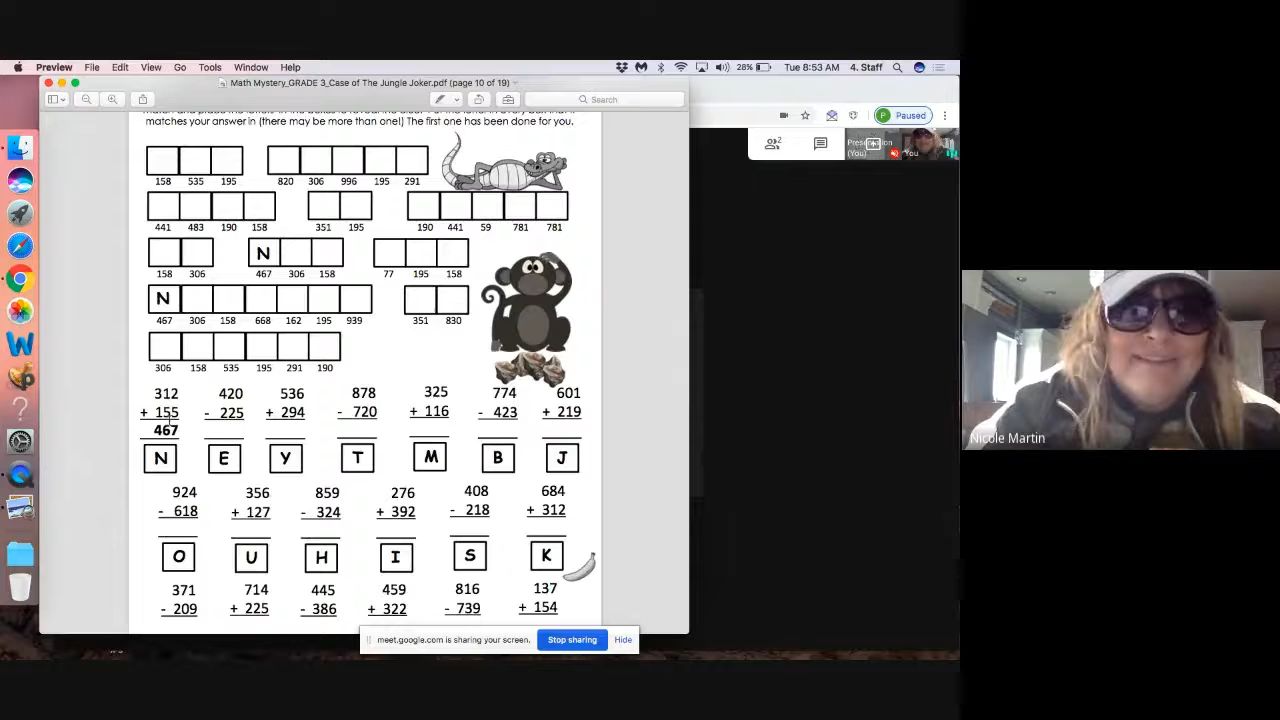 Preview File Edit View Go Tools Window Help 28% Tue 8:53 AM 4. Staff
Math Mystery_GRADE 3_Case of The Jungle Joker.pdf (page 10 of 19)
Search
Paused
matches your answer in (there may be more than one!) The first one has been done for you.
2
Presentation (You)
You
158 535 195 820 306 996 195 291
441 483 190 158 351 195 190 441 59 781 781
N
158 306 467 306 158 77 195 158
N
467 306 158 668 162 195 939 351 830
306 158 535 195 291 190
312 420 536 878 325 774 601
+ 155 - 225 + 294 - 720 + 116 - 423 + 219
467
N E Y T M B J
924 356 859 276 408 684
- 618 + 127 - 324 + 392 - 218 + 312
O U H I S K
371 714 445 459 816 137
- 209 + 225 - 386 + 322 - 739 + 154
meet.google.com is sharing your screen. Stop sharing Hide
Nicole Martin